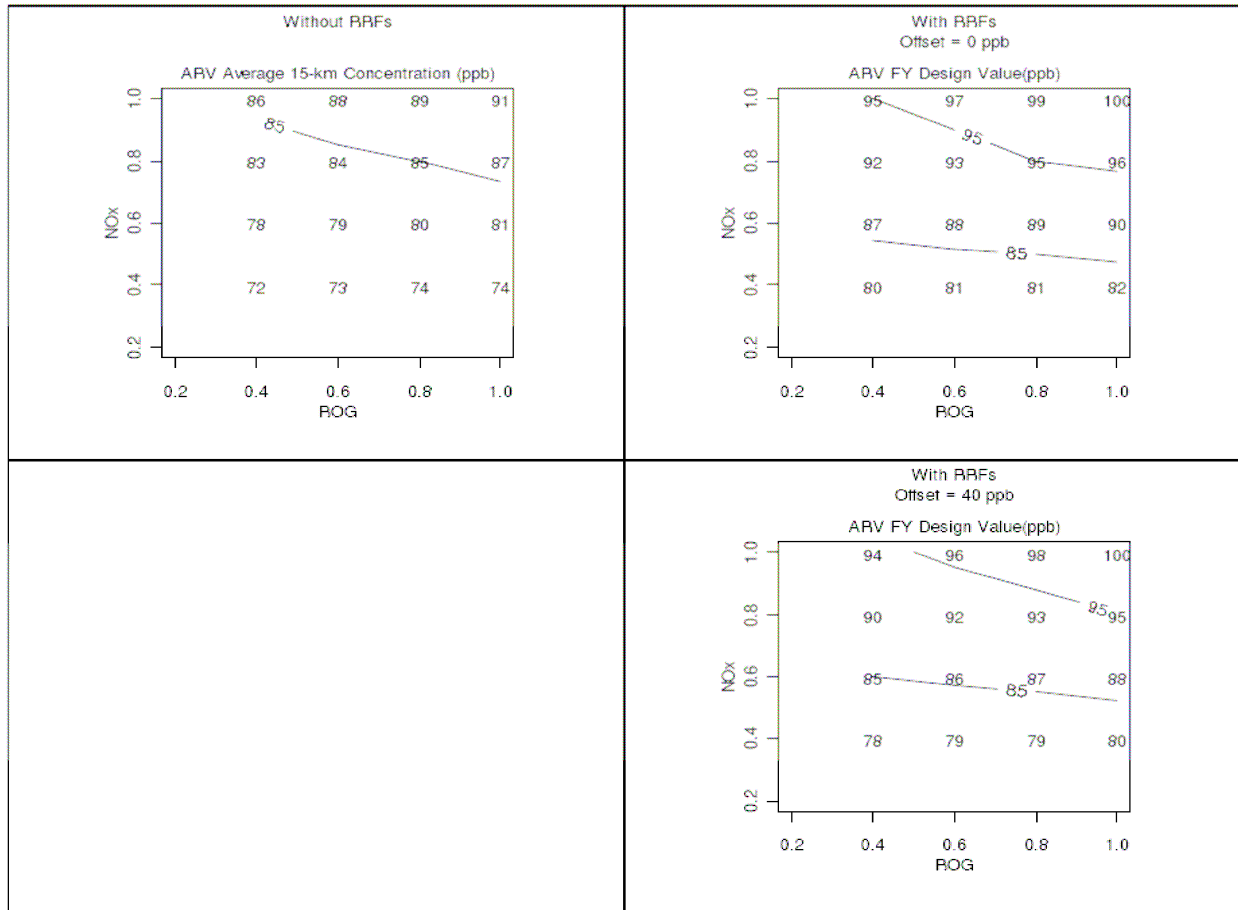 Without RRFs
ARV Average 15-km Concentration (ppb)
1.0 86 88 89 91
85
0.8 83 84 85 87
NOx
0.6 78 79 80 81
0.4 72 73 74 74
0.2
0.2 0.4 0.6 0.8 1.0
ROG
With RRFs
Offset = 0 ppb
ARV FY Design Value(ppb)
1.0 95 97 99 100
95
0.8 92 93 95 96
NOx
0.6 87 88 89 90
85
0.4 80 81 81 82
0.2
0.2 0.4 0.6 0.8 1.0
ROG
With RRFs
Offset = 40 ppb
ARV FY Design Value(ppb)
1.0 94 96 98 100
95
0.8 90 92 93 95
NOx
0.6 85 86 87 88
85
0.4 78 79 79 80
0.2
0.2 0.4 0.6 0.8 1.0
ROG